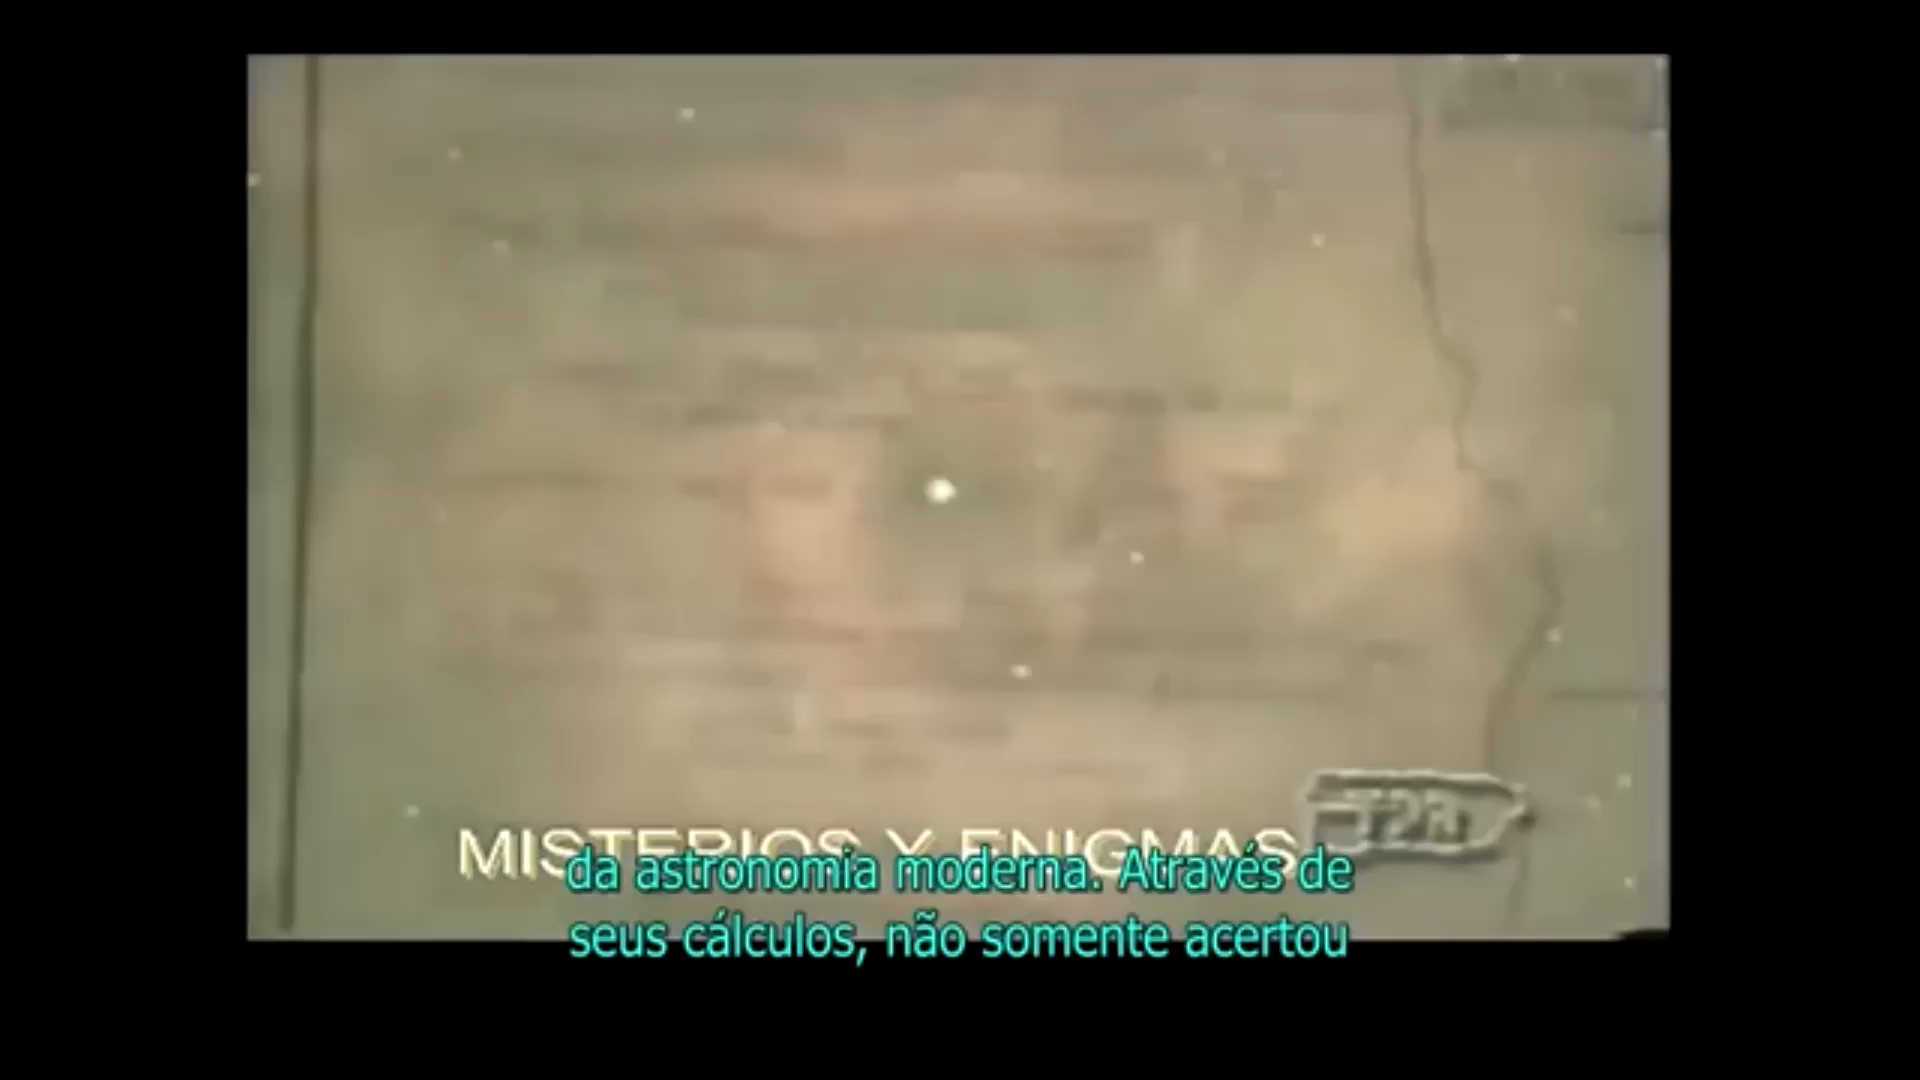 MISTERIOS Y ENIGMAS
da astronomia moderna. Através de
seus cálculos, não somente acertou